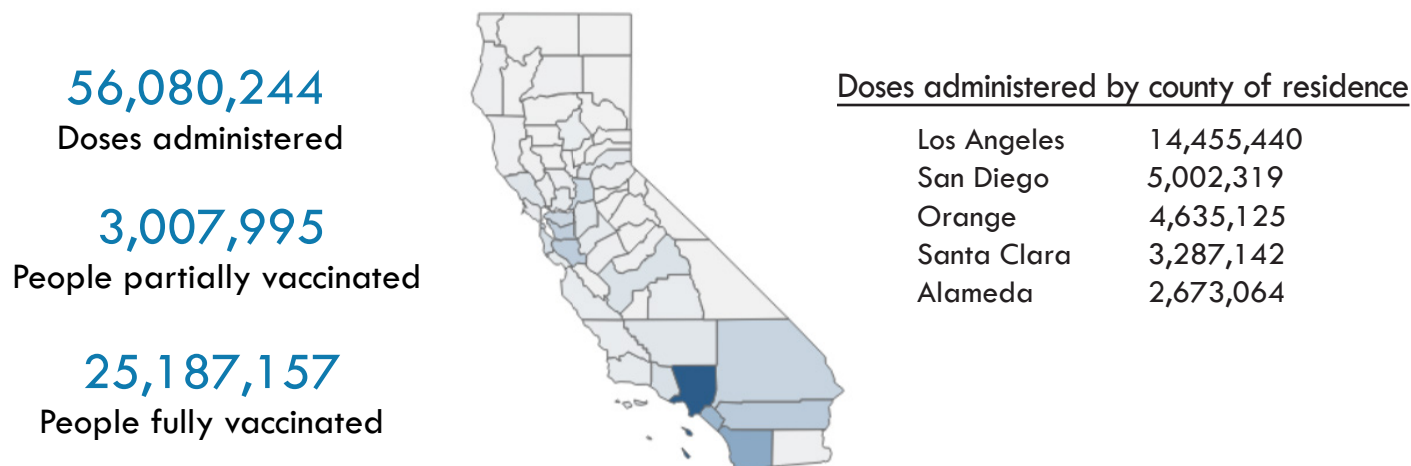 56,080,244
Doses administered
3,007,995
People partially vaccinated
25,187,157
People fully vaccinated
Doses administered by county of residence
Los Angeles 14,455,440
San Diego 5,002,319
Orange 4,635,125
Santa Clara 3,287,142
Alameda 2,673,064